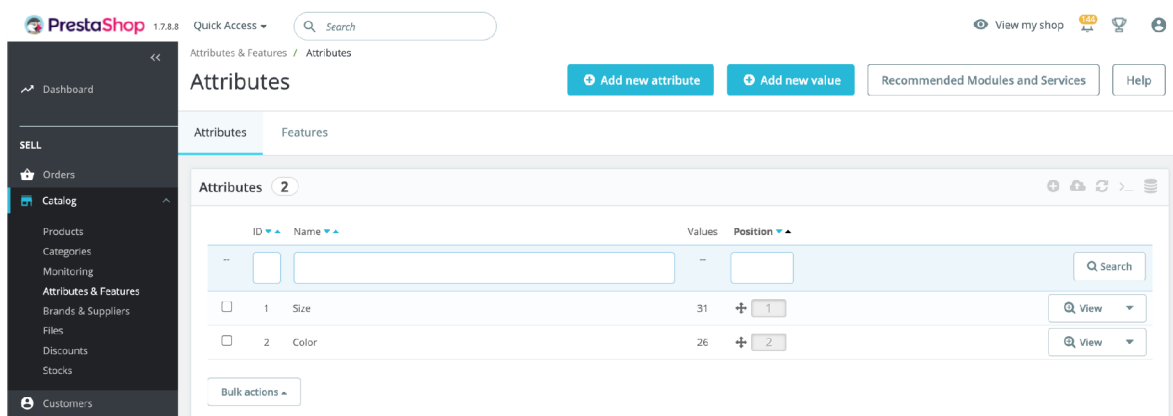 PrestaShop 1.7.8.8 Quick Access Search View my shop 144
Attributes & Features / Attributes
Attributes Add new attribute Add new value Recommended Modules and Services Help
Attributes Features
Dashboard
SELL
Orders
Catalog
Products
Categories
Monitoring
Attributes & Features
Brands & Suppliers
Files
Discounts
Stocks
Customers
Attributes 2
ID Name Values Position
-- -- Search
1 Size 31 1 View
2 Color 26 2 View
Bulk actions